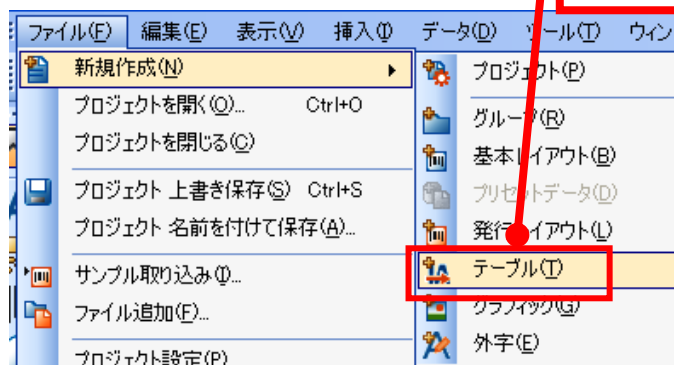 ファイル(F) 編集(E) 表示(V) 挿入(I) データ(D) ツール(T) ウィン
新規作成(N)
プロジェクトを開く(O)... Ctrl+O
プロジェクトを閉じる(C)
プロジェクト 上書き保存(S) Ctrl+S
プロジェクト 名前を付けて保存(A)...
サンプル取り込み(I)...
ファイル追加(F)...
プロジェクト設定(P)
プロジェクト(P)
グループ(R)
基本レイアウト(B)
プリセットデータ(D)
発行レイアウト(L)
テーブル(T)
グラフィック(G)
外字(E)